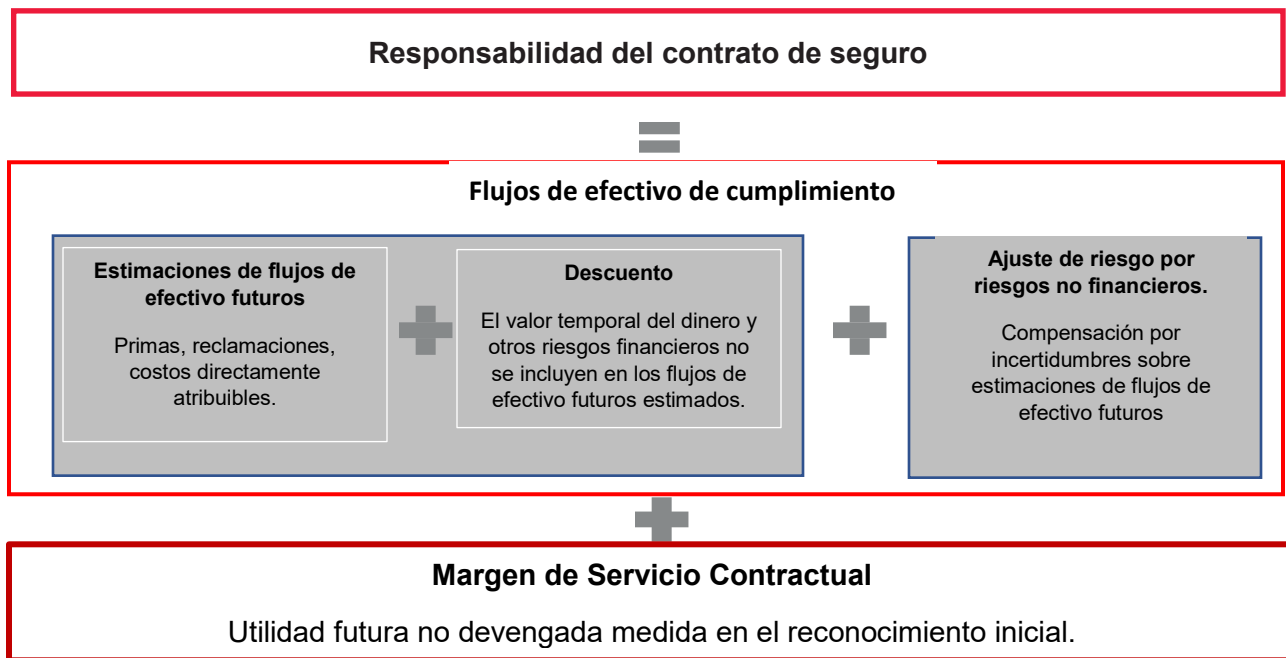 Responsabilidad del contrato de seguro
=
Flujos de efectivo de cumplimiento
Estimaciones de flujos de
efectivo futuros
Primas, reclamaciones,
costos directamente
atribuibles.
+
Descuento
El valor temporal del dinero y
otros riesgos financieros no
se incluyen en los flujos de
efectivo futuros estimados.
+
Ajuste de riesgo por
riesgos no financieros.
Compensación por
incertidumbres sobre
estimaciones de flujos de
efectivo futuros
+
Margen de Servicio Contractual
Utilidad futura no devengada medida en el reconocimiento inicial.